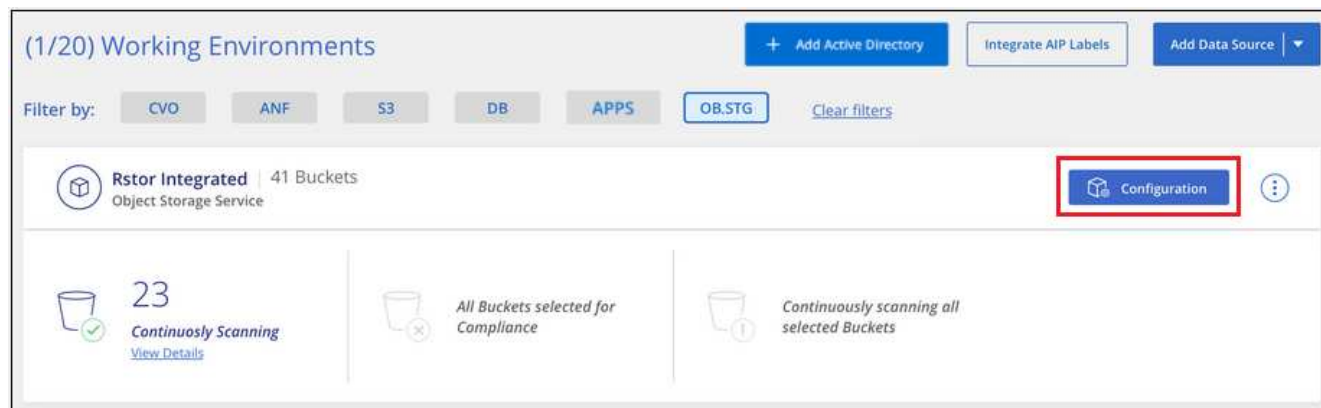 (1/20) Working Environments
+ Add Active Directory
Integrate AIP Labels
Add Data Source
Filter by:
CVO
ANF
S3
DB
APPS
OB.STG
Clear filters
Rstor Integrated | 41 Buckets
Object Storage Service
Configuration
23
Continuosly Scanning
View Details
All Buckets selected for
Compliance
Continuously scanning all
selected Buckets